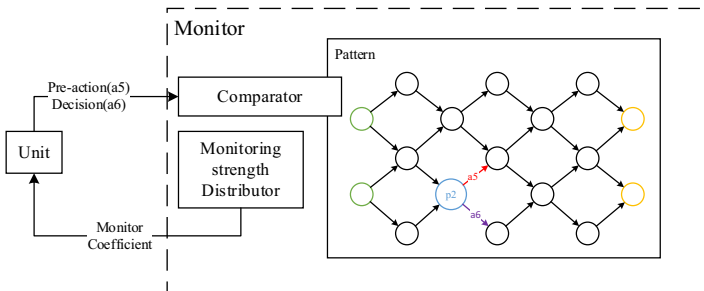 Monitor
Pattern
Pre-action(a5)
Decision(a6)
Comparator
Unit
Monitoring
strength
Distributor
a5
p2
a6
Monitor
Coefficient